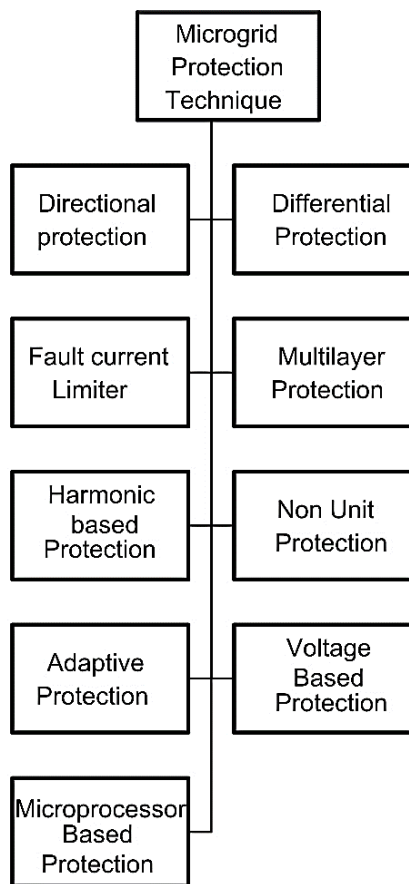 Microgrid
Protection
Technique
Directional
protection
Differential
Protection
Fault current
Limiter
Multilayer
Protection
Harmonic
based
Protection
Non Unit
Protection
Adaptive
Protection
Voltage
Based
Protection
Microprocessor
Based
Protection